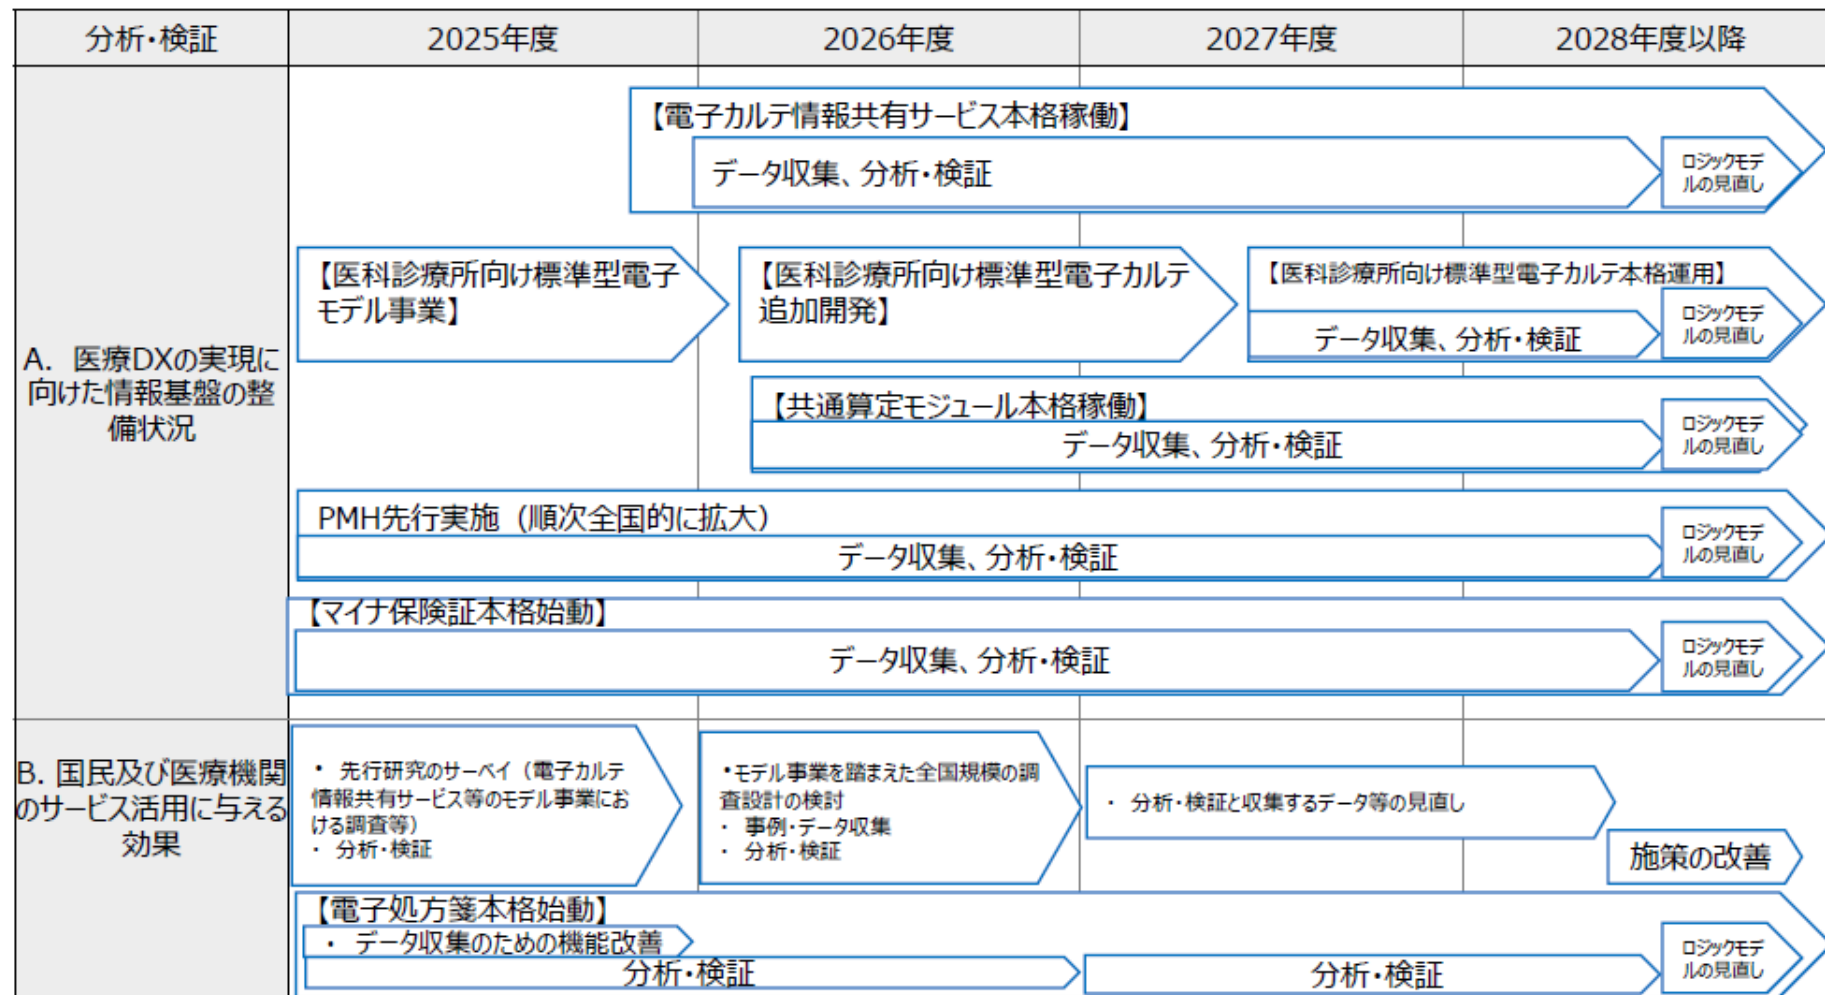 分析・検証
2025年度
2026年度
2027年度
2028年度以降
A. 医療DXの実現に
向けた情報基盤の整
備状況
【電子カルテ情報共有サービス本格稼働】
データ収集、分析・検証
ロジックモデ
ルの見直し
【医科診療所向け標準型電子
モデル事業】
【医科診療所向け標準型電子カルテ
追加開発】
【医科診療所向け標準型電子カルテ本格運用】
データ収集、分析・検証
ロジックモデ
ルの見直し
【共通算定モジュール本格稼働】
データ収集、分析・検証
ロジックモデ
ルの見直し
PMH先行実施（順次全国的に拡大）
データ収集、分析・検証
ロジックモデ
ルの見直し
【マイナ保険証本格始動】
データ収集、分析・検証
ロジックモデ
ルの見直し
B. 国民及び医療機関
のサービス活用に与える
効果
・ 先行研究のサーベイ（電子カルテ
情報共有サービス等のモデル事業にお
ける調査等）
・ 分析・検証
・モデル事業を踏まえた全国規模の調
査設計の検討
・ 事例・データ収集
・ 分析・検証
・ 分析・検証と収集するデータ等の見直し
施策の改善
【電子処方箋本格始動】
・ データ収集のための機能改善
分析・検証
分析・検証
ロジックモデ
ルの見直し